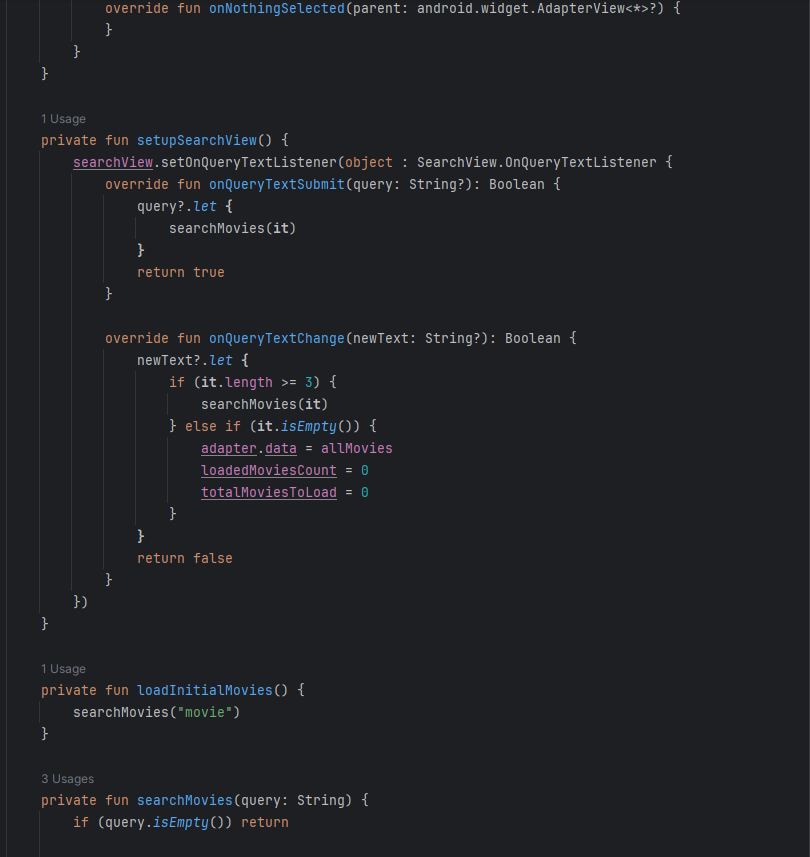 override fun onNothingSelected(parent: android.widget.AdapterView<*>?) {
}
}
}
1 Usage
private fun setupSearchView() {
searchView.setOnQueryTextListener(object : SearchView.OnQueryTextListener {
override fun onQueryTextSubmit(query: String?): Boolean {
query?.let {
searchMovies(it)
}
return true
}
override fun onQueryTextChange(newText: String?): Boolean {
newText?.let {
if (it.length >= 3) {
searchMovies(it)
} else if (it.isEmpty()) {
adapter.data = allMovies
loadedMoviesCount = 0
totalMoviesToLoad = 0
}
}
return false
}
})
}
1 Usage
private fun loadInitialMovies() {
searchMovies("movie")
}
3 Usages
private fun searchMovies(query: String) {
if (query.isEmpty()) return